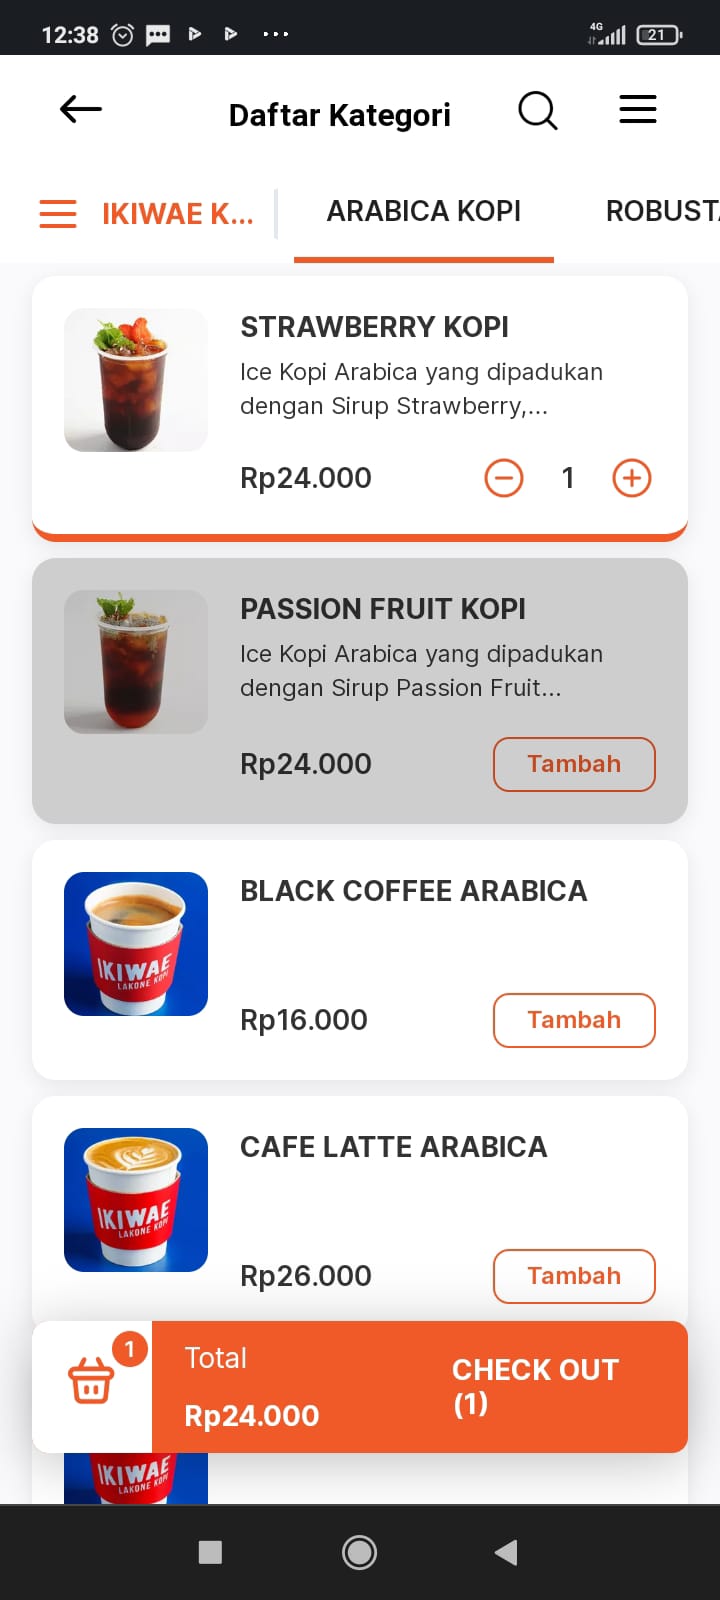 12:38
4G
21
Daftar Kategori
IKIWAE K...
ARABICA KOPI
ROBUSTA
STRAWBERRY KOPI
Ice Kopi Arabica yang dipadukan
dengan Sirup Strawberry,...
Rp24.000
1
PASSION FRUIT KOPI
Ice Kopi Arabica yang dipadukan
dengan Sirup Passion Fruit...
Rp24.000
Tambah
IKIWAE
LAKONE KOPI
BLACK COFFEE ARABICA
Rp16.000
Tambah
IKIWAE
LAKONE KOPI
CAFE LATTE ARABICA
Rp26.000
Tambah
1
Total
Rp24.000
CHECK OUT
(1)
IKIWAE
LAKONE KOPI